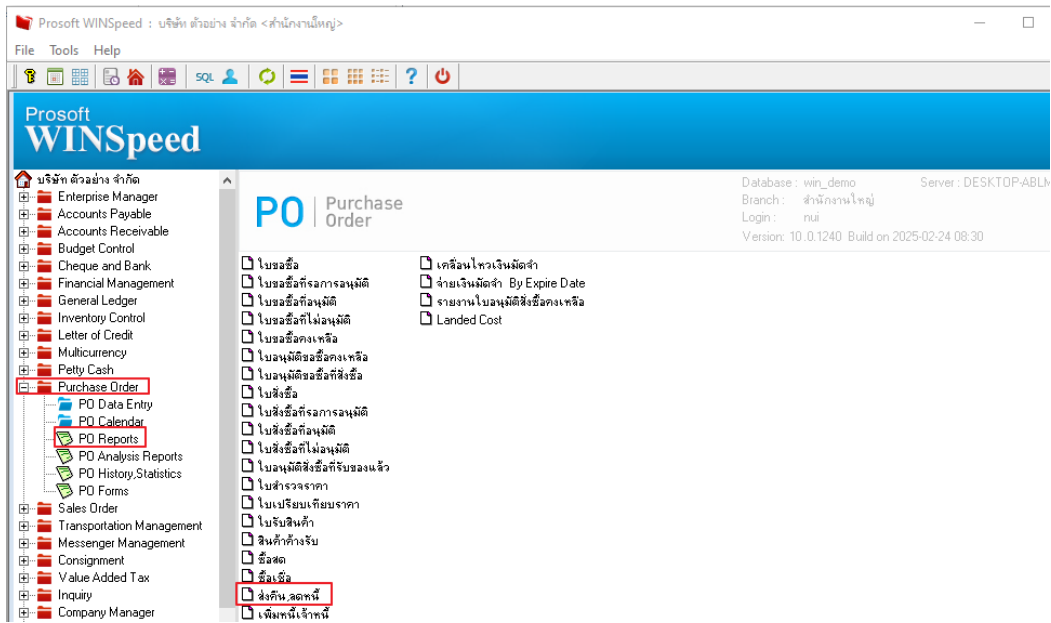 Prosoft WINSpeed : บริษัท ตัวอย่าง จำกัด <สำนักงานใหญ่>
File Tools Help
SQL
Prosoft
WINSpeed
บริษัท ตัวอย่าง จำกัด
Enterprise Manager
Accounts Payable
Accounts Receivable
Budget Control
Cheque and Bank
Financial Management
General Ledger
Inventory Control
Letter of Credit
Multicurrency
Petty Cash
Purchase Order
PO Data Entry
PO Calendar
PO Reports
PO Analysis Reports
PO History,Statistics
PO Forms
Sales Order
Transportation Management
Messenger Management
Consignment
Value Added Tax
Inquiry
Company Manager
PO Purchase Order
Database : win_demo Server : DESKTOP-ABLM
Branch : สำนักงานใหญ่
Login : nui
Version: 10.0.1240 Build on 2025-02-24 08:30
ใบขอซื้อ
ใบขอซื้อที่รอการอนุมัติ
ใบขอซื้อที่อนุมัติ
ใบขอซื้อที่ไม่อนุมัติ
ใบขอซื้อคงเหลือ
ใบอนุมัติขอซื้อคงเหลือ
ใบอนุมัติขอซื้อที่สั่งซื้อ
ใบสั่งซื้อ
ใบสั่งซื้อที่รอการอนุมัติ
ใบสั่งซื้อที่อนุมัติ
ใบสั่งซื้อที่ไม่อนุมัติ
ใบอนุมัติสั่งซื้อที่รับของแล้ว
ใบสำรวจราคา
ใบเปรียบเทียบราคา
ใบรับสินค้า
สินค้าค้างรับ
ซื้อสด
ซื้อเชื่อ
ส่งคืน,ลดหนี้
เพิ่มหนี้เจ้าหนี้
เคลื่อนไหวเงินมัดจำ
จ่ายเงินมัดจำ By Expire Date
รายงานใบอนุมัติสั่งซื้อคงเหลือ
Landed Cost